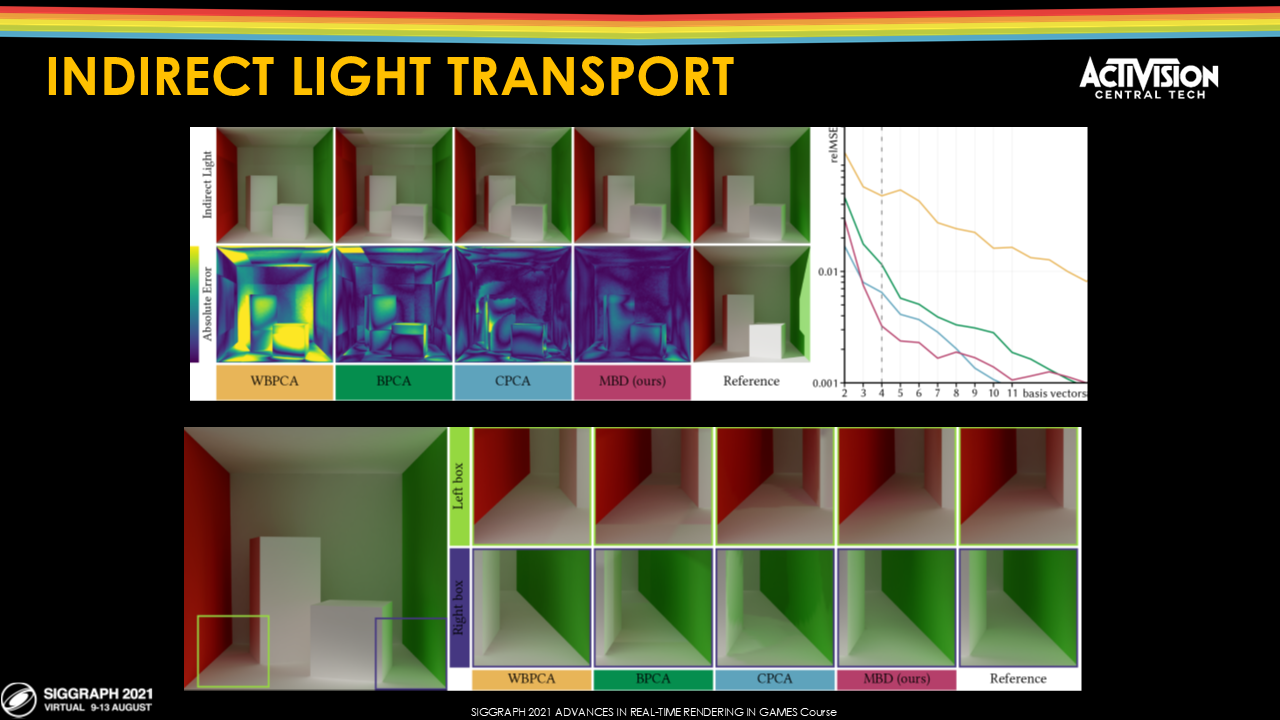 INDIRECT LIGHT TRANSPORT
ACTIVISION
CENTRAL TECH
Indirect Light
Absolute Error
WBPCA BPCA CPCA MBD (ours) Reference
relMSE
0.01
0.001
2 3 4 5 6 7 8 9 10 11 basis vectors
Left box
Right box
WBPCA BPCA CPCA MBD (ours) Reference
SIGGRAPH 2021
VIRTUAL 9-13 AUGUST
SIGGRAPH 2021 ADVANCES IN REAL-TIME RENDERING IN GAMES Course